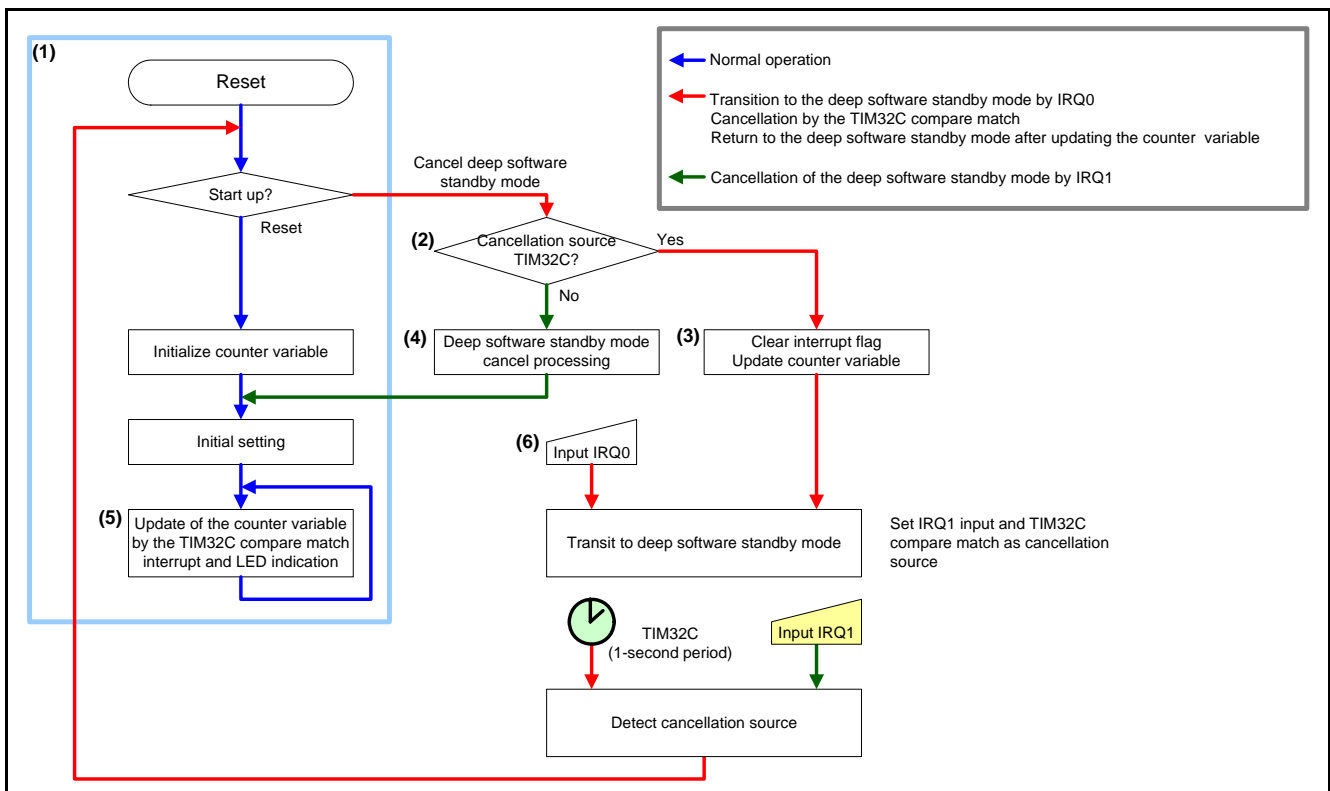 (1)
Reset
Normal operation
Transition to the deep software standby mode by IRQ0
Cancellation by the TIM32C compare match
Return to the deep software standby mode after updating the counter variable
Cancellation of the deep software standby mode by IRQ1
Cancel deep software
standby mode
Start up?
Reset
(2)
Cancellation source
TIM32C?
Yes
No
Initialize counter variable
(4)
Deep software standby mode
cancel processing
(3)
Clear interrupt flag
Update counter variable
Initial setting
(6)
Input IRQ0
(5)
Update of the counter variable
by the TIM32C compare match
interrupt and LED indication
Transit to deep software standby mode
Set IRQ1 input and TIM32C
compare match as cancellation
source
TIM32C
(1-second period)
Input IRQ1
Detect cancellation source